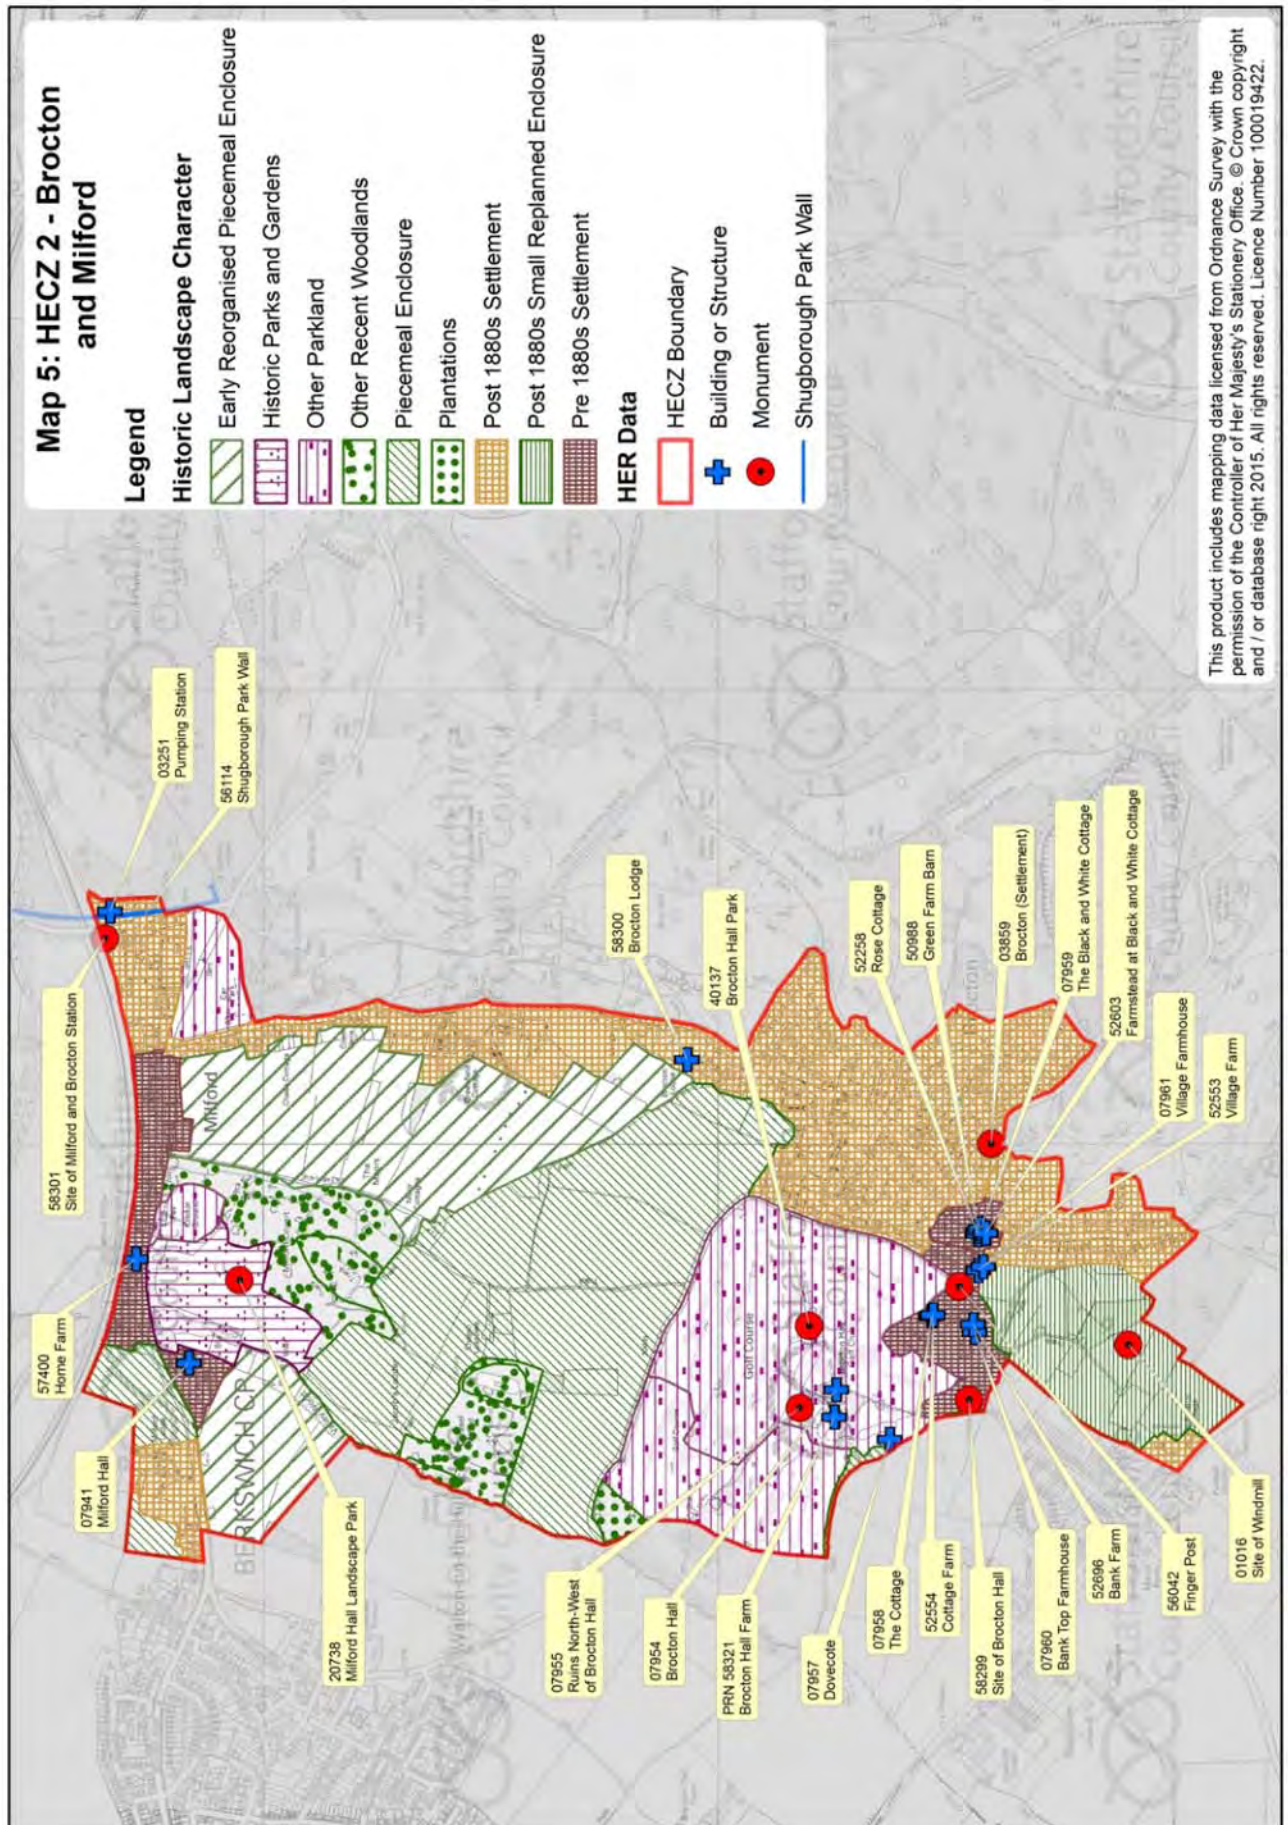 Map 5: HECZ 2 - Brocton
and Milford
Legend
Historic Landscape Character
Early Reorganised Piecemeal Enclosure
Historic Parks and Gardens
Other Parkland
Other Recent Woodlands
Piecemeal Enclosure
Plantations
Post 1880s Settlement
Post 1880s Small Replanned Enclosure
Pre 1880s Settlement
HER Data
HECZ Boundary
Building or Structure
Monument
Shugborough Park Wall
This product includes mapping data licensed from Ordnance Survey with the
permission of the Controller of Her Majesty's Stationery Office. © Crown copyright
and / or database right 2015. All rights reserved. Licence Number 100019422.
03251
Pumping Station
56114
Shugborough Park Wall
58301
Site of Milford and Brocton Station
57400
Home Farm
07941
Milford Hall
20738
Milford Hall Landscape Park
58300
Brocton Lodge
40137
Brocton Hall Park
52258
Rose Cottage
50988
Green Farm Barn
03859
Brocton (Settlement)
07959
The Black and White Cottage
52603
Farmstead at Black and White Cottage
07961
Village Farmhouse
52553
Village Farm
07955
Ruins North-West
of Brocton Hall
07954
Brocton Hall
PRN 58321
Brocton Hall Farm
07957
Dovecote
07958
The Cottage
52554
Cottage Farm
58299
Site of Brocton Hall
07960
Bank Top Farmhouse
52696
Bank Farm
56042
Finger Post
01016
Site of Windmill
Milford
BERKSWICH CP
Walton-on-the-Hill
Golf Course
Staffordshire
County Council